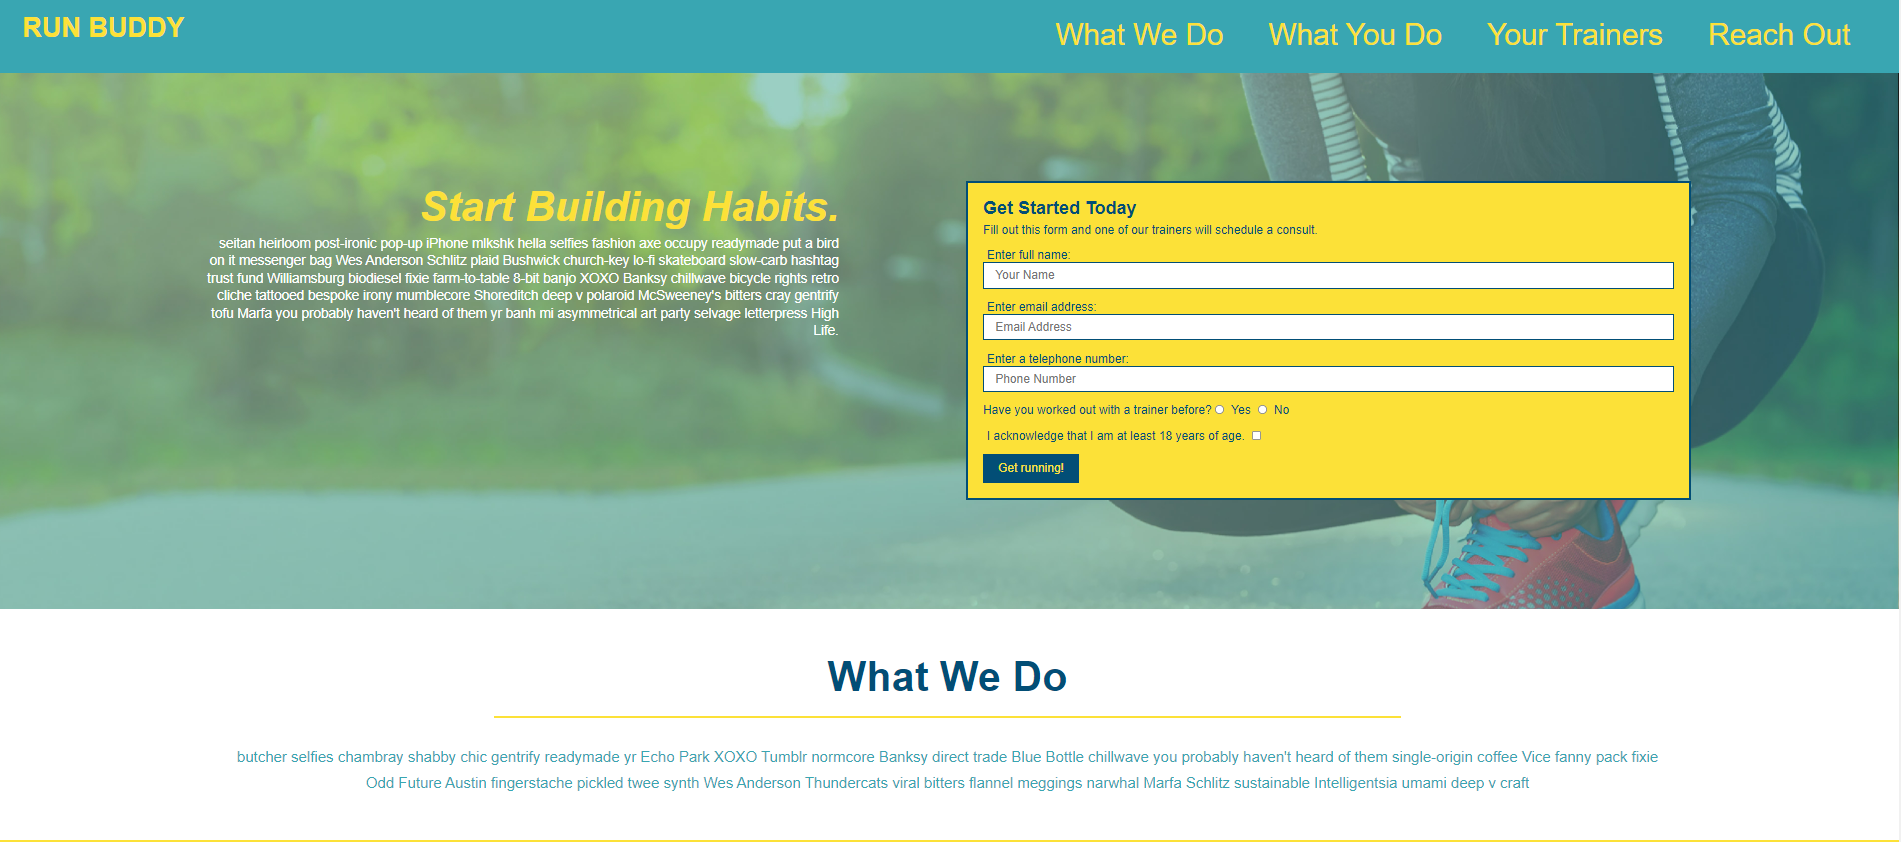 RUN BUDDY
What We Do
What You Do
Your Trainers
Reach Out
Start Building Habits.
seitan heirloom post-ironic pop-up iPhone mlkshk hella selfies fashion axe occupy readymade put a bird
on it messenger bag Wes Anderson Schlitz plaid Bushwick church-key lo-fi skateboard slow-carb hashtag
trust fund Williamsburg biodiesel fixie farm-to-table 8-bit banjo XOXO Banksy chillwave bicycle rights retro
cliche tattooed bespoke irony mumblecore Shoreditch deep v polaroid McSweeney's bitters cray gentrify
tofu Marfa you probably haven't heard of them yr banh mi asymmetrical art party selvage letterpress High
Life.
Get Started Today
Fill out this form and one of our trainers will schedule a consult.
Enter full name:
Your Name
Enter email address:
Email Address
Enter a telephone number:
Phone Number
Have you worked out with a trainer before? Yes No
I acknowledge that I am at least 18 years of age.
Get running!
What We Do
butcher selfies chambray shabby chic gentrify readymade yr Echo Park XOXO Tumblr normcore Banksy direct trade Blue Bottle chillwave you probably haven't heard of them single-origin coffee Vice fanny pack fixie
Odd Future Austin fingerstache pickled twee synth Wes Anderson Thundercats viral bitters flannel meggings narwhal Marfa Schlitz sustainable Intelligentsia umami deep v craft